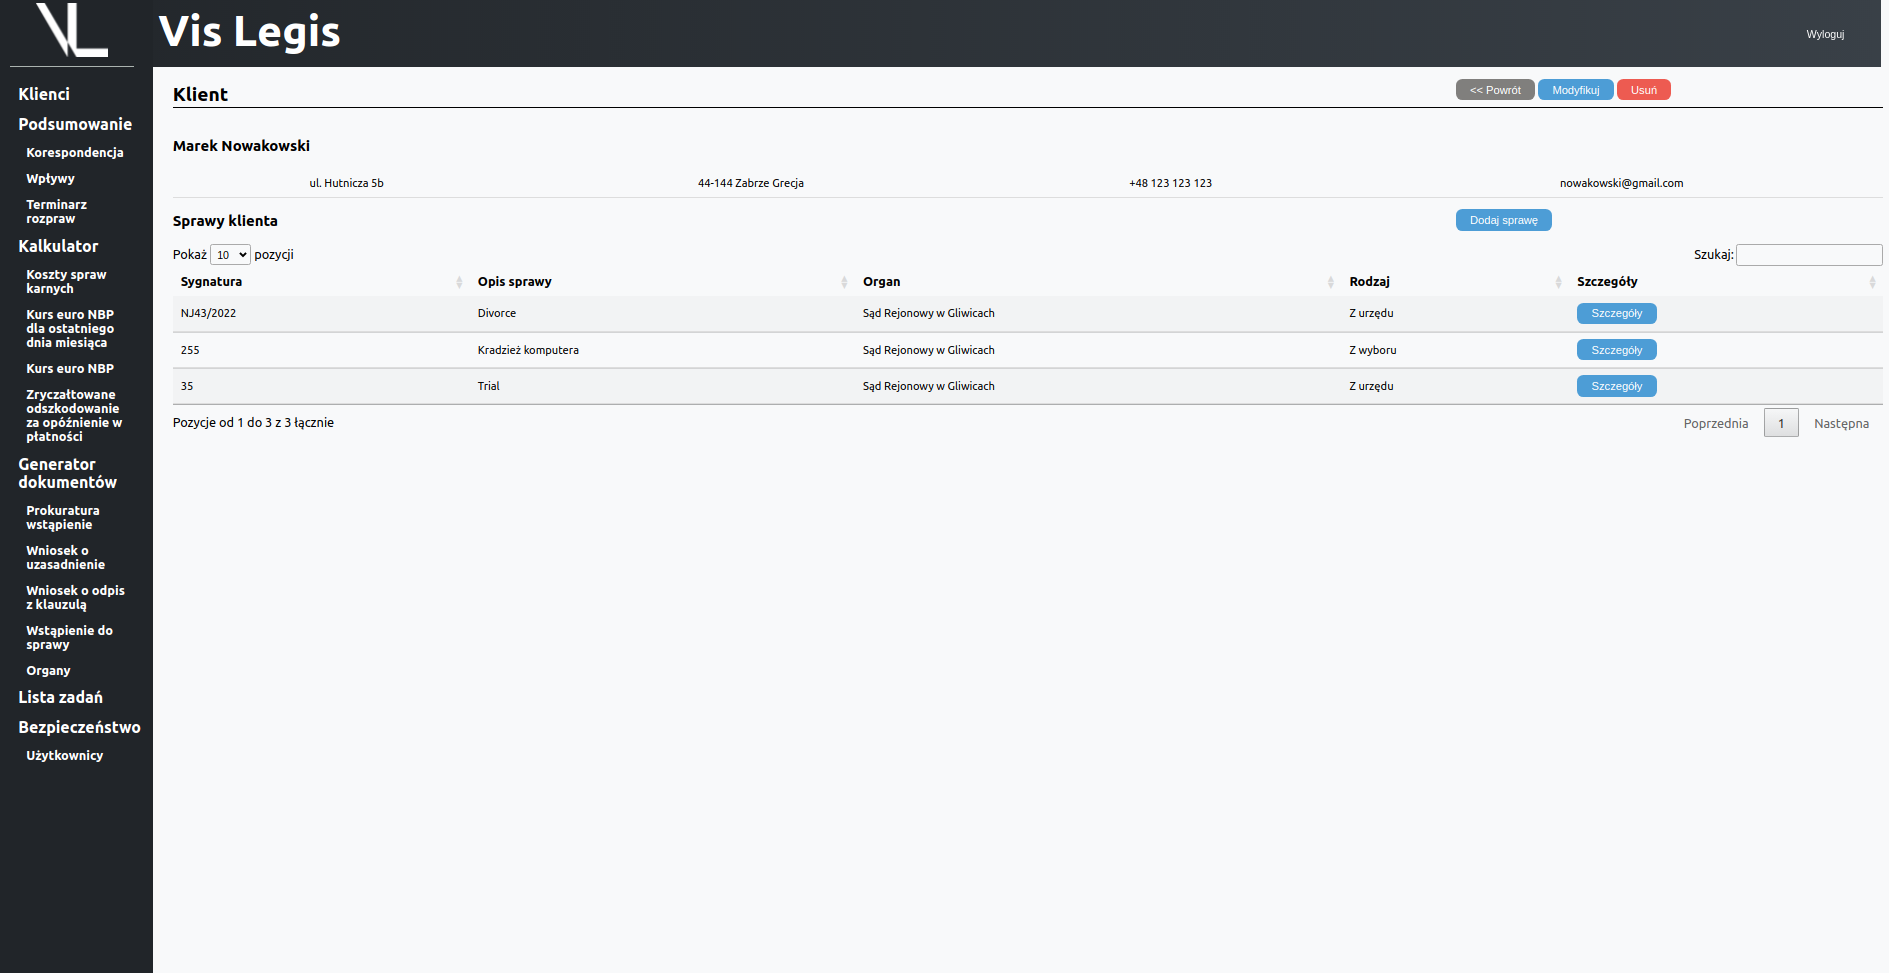 VL
Vis Legis
Wyloguj
Klienci
Podsumowanie
Korespondencja
Wpływy
Terminarz
rozpraw
Kalkulator
Koszty spraw
karnych
Kurs euro NBP
dla ostatniego
dnia miesiąca
Kurs euro NBP
Zryczałtowane
odszkodowanie
za opóźnienie w
płatności
Generator
dokumentów
Prokuratura
wstąpienie
Wniosek o
uzasadnienie
Wniosek o odpis
z klauzulą
Wstąpienie do
sprawy
Organy
Lista zadań
Bezpieczeństwo
Użytkownicy
Klient << Powrót Modyfikuj Usuń
Marek Nowakowski
ul. Hutnicza 5b 44-144 Zabrze Grecja +48 123 123 123 nowakowski@gmail.com
Sprawy klienta Dodaj sprawę
Pokaż 10 pozycji Szukaj:
Sygnatura Opis sprawy Organ Rodzaj Szczegóły
NJ43/2022 Divorce Sąd Rejonowy w Gliwicach Z urzędu Szczegóły
255 Kradzież komputera Sąd Rejonowy w Gliwicach Z wyboru Szczegóły
35 Trial Sąd Rejonowy w Gliwicach Z urzędu Szczegóły
Pozycje od 1 do 3 z 3 łącznie Poprzednia 1 Następna